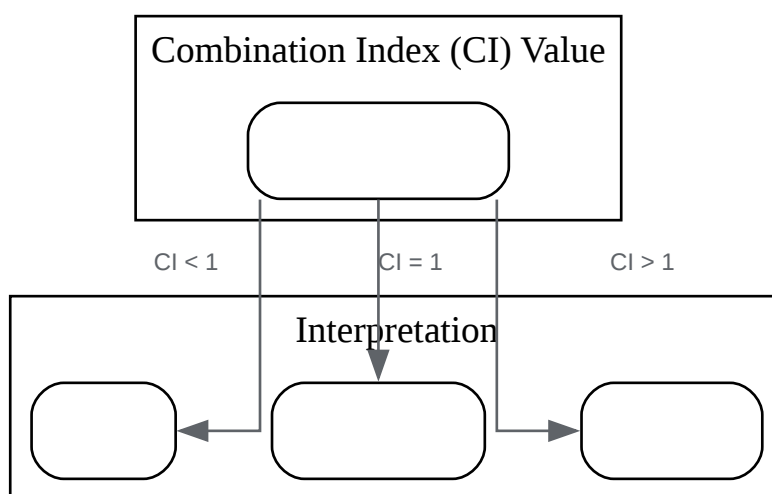 Combination Index (CI) Value
CI < 1
CI = 1
CI > 1
Interpretation